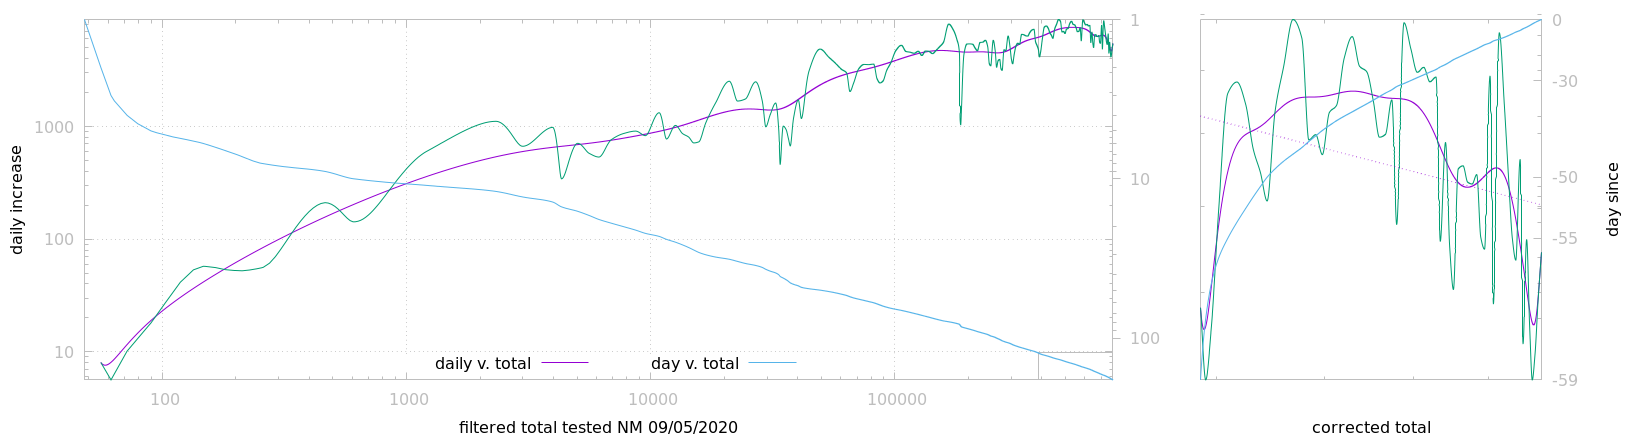 daily increase
1000
100
10
100
1000
10000
100000
1
10
100
daily v. total
day v. total
filtered total tested NM 09/05/2020
0
-30
-50
-55
-59
day since
corrected total